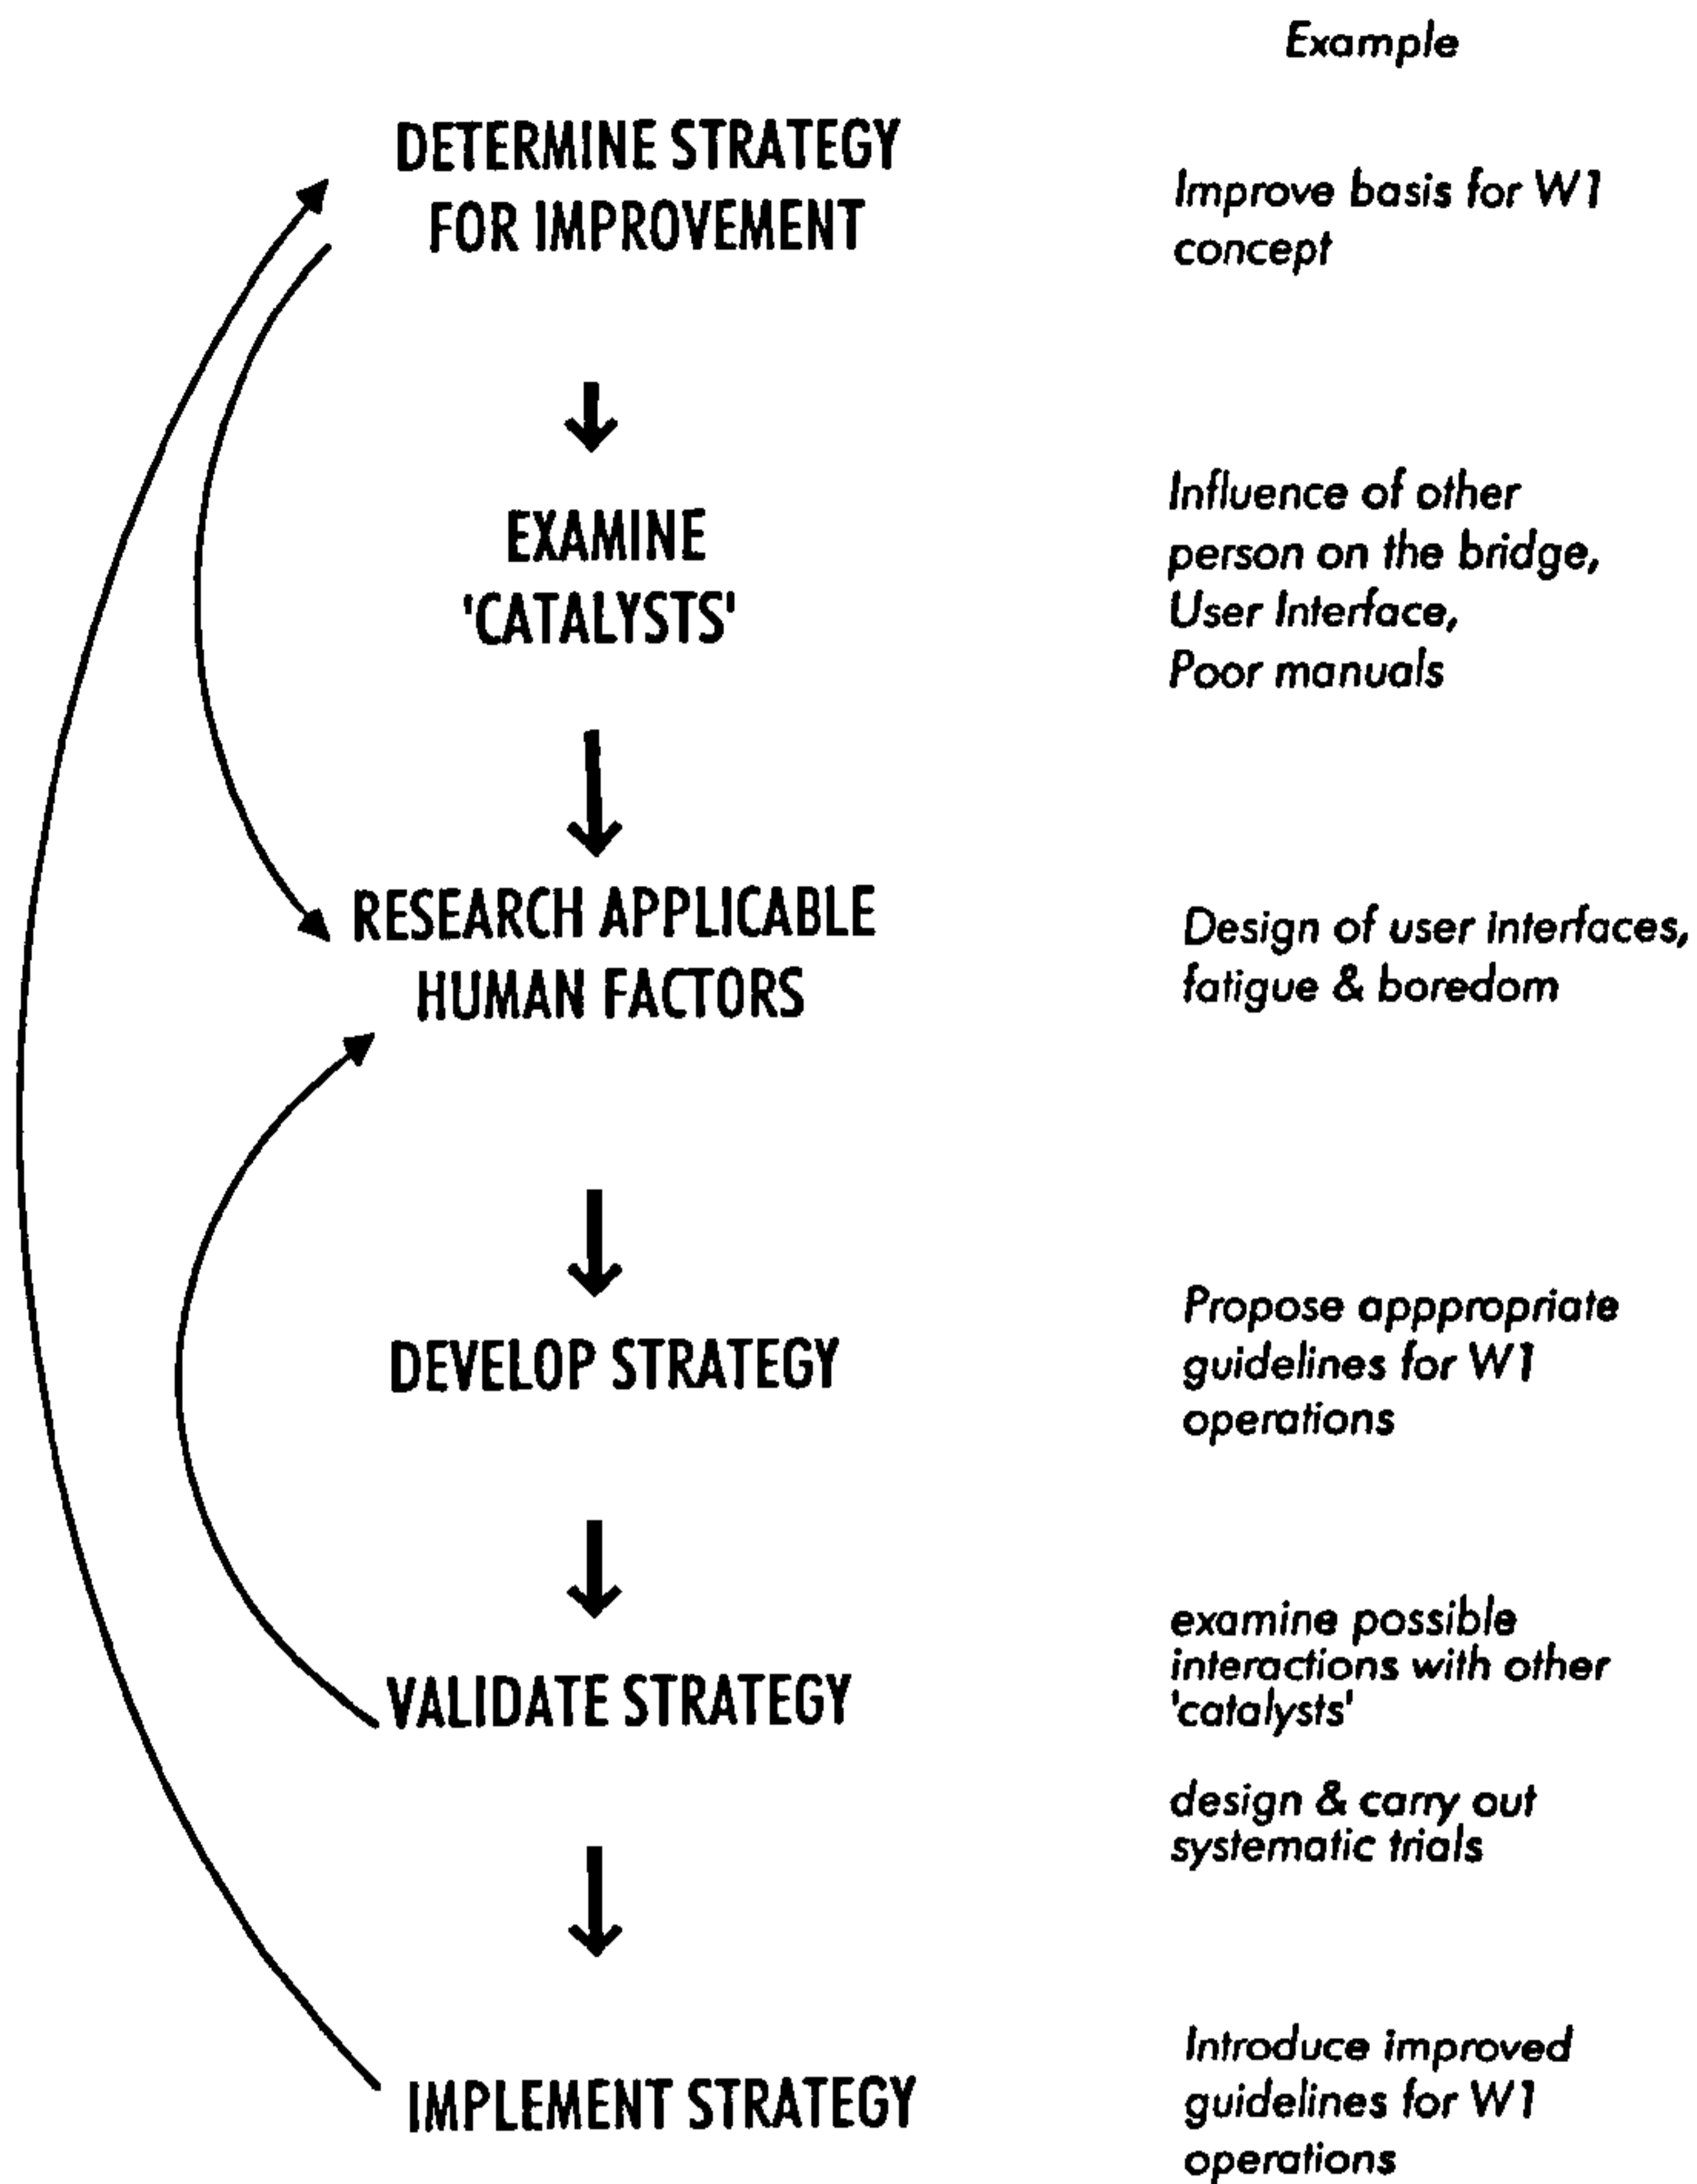 Example
DETERMINE STRATEGY
FOR IMPROVEMENT
Improve basis for W1
concept
EXAMINE
'CATALYSTS'
Influence of other
person on the bridge,
User Interface,
Poor manuals
RESEARCH APPLICABLE
HUMAN FACTORS
Design of user interfaces,
fatigue & boredom
DEVELOP STRATEGY
Propose apppropriate
guidelines for W1
operations
VALIDATE STRATEGY
examine possible
interactions with other
'catalysts'
design & carry out
systematic trials
IMPLEMENT STRATEGY
Introduce improved
guidelines for W1
operations